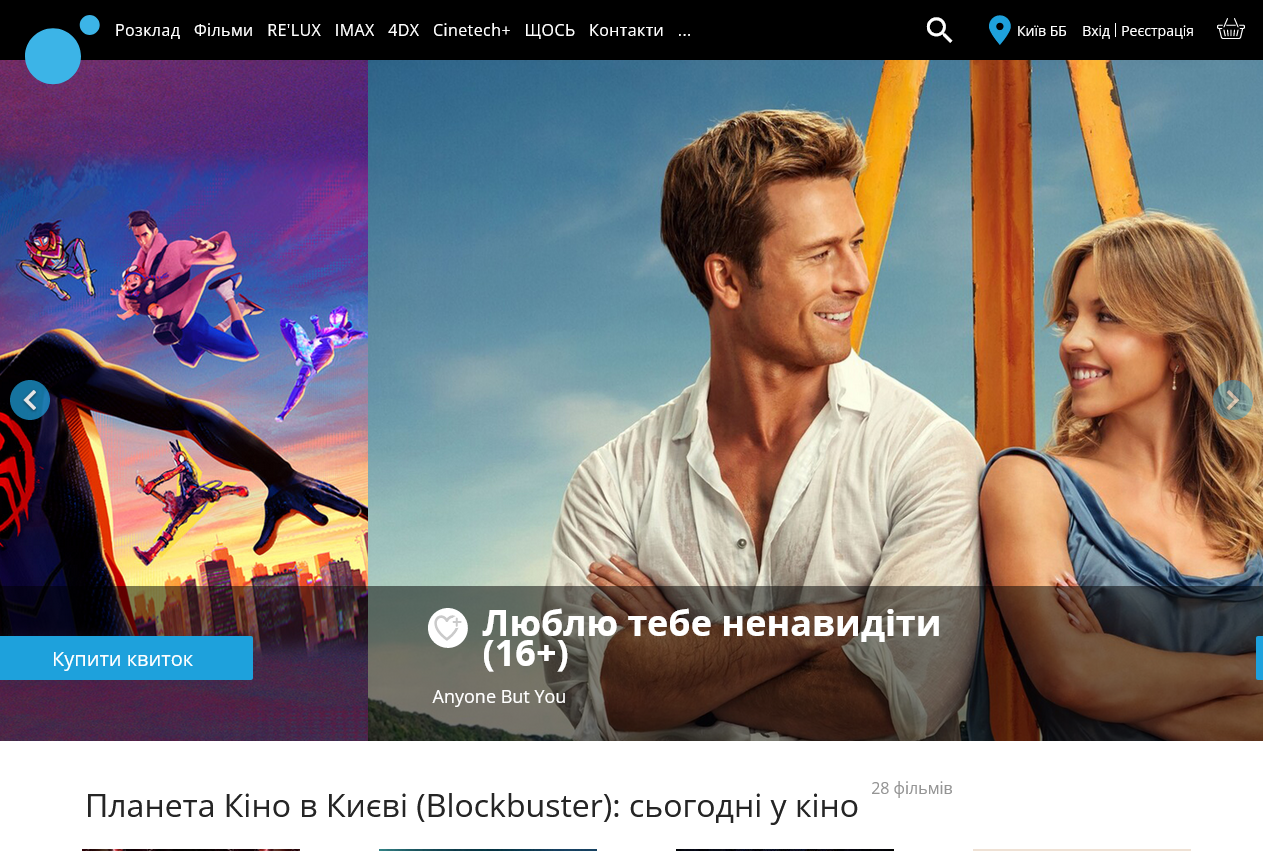 Розклад Фільми RE'LUX IMAX 4DX Cinetech+ ЩОСЬ Контакти ...
Київ ББ Вхід | Реєстрація
Купити квиток
Люблю тебе ненавидіти
(16+)
Anyone But You
Планета Кіно в Києві (Blockbuster): сьогодні у кіно
28 фільмів